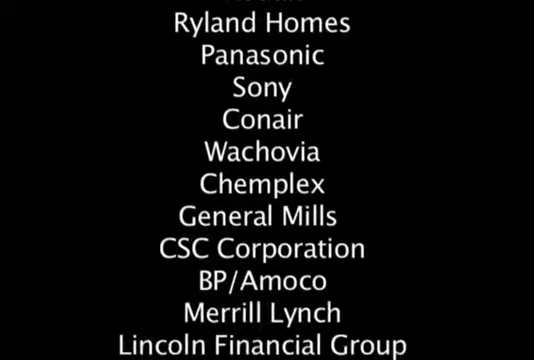 Ryland Homes
Panasonic
Sony
Conair
Wachovia
Chemplex
General Mills
CSC Corporation
BP/Amoco
Merrill Lynch
Lincoln Financial Group